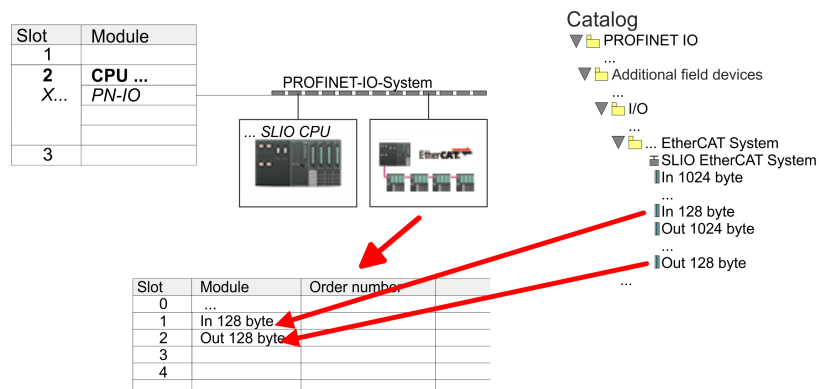 Slot Module
1
2 CPU ...
X... PN-IO
3
PROFINET-IO-System
... SLIO CPU
EtherCAT
Catalog
PROFINET IO
...
Additional field devices
...
I/O
...
... EtherCAT System
SLIO EtherCAT System
In 1024 byte
...
In 128 byte
Out 1024 byte
...
Out 128 byte
...
Slot Module Order number
0 ...
1 In 128 byte
2 Out 128 byte
3
4